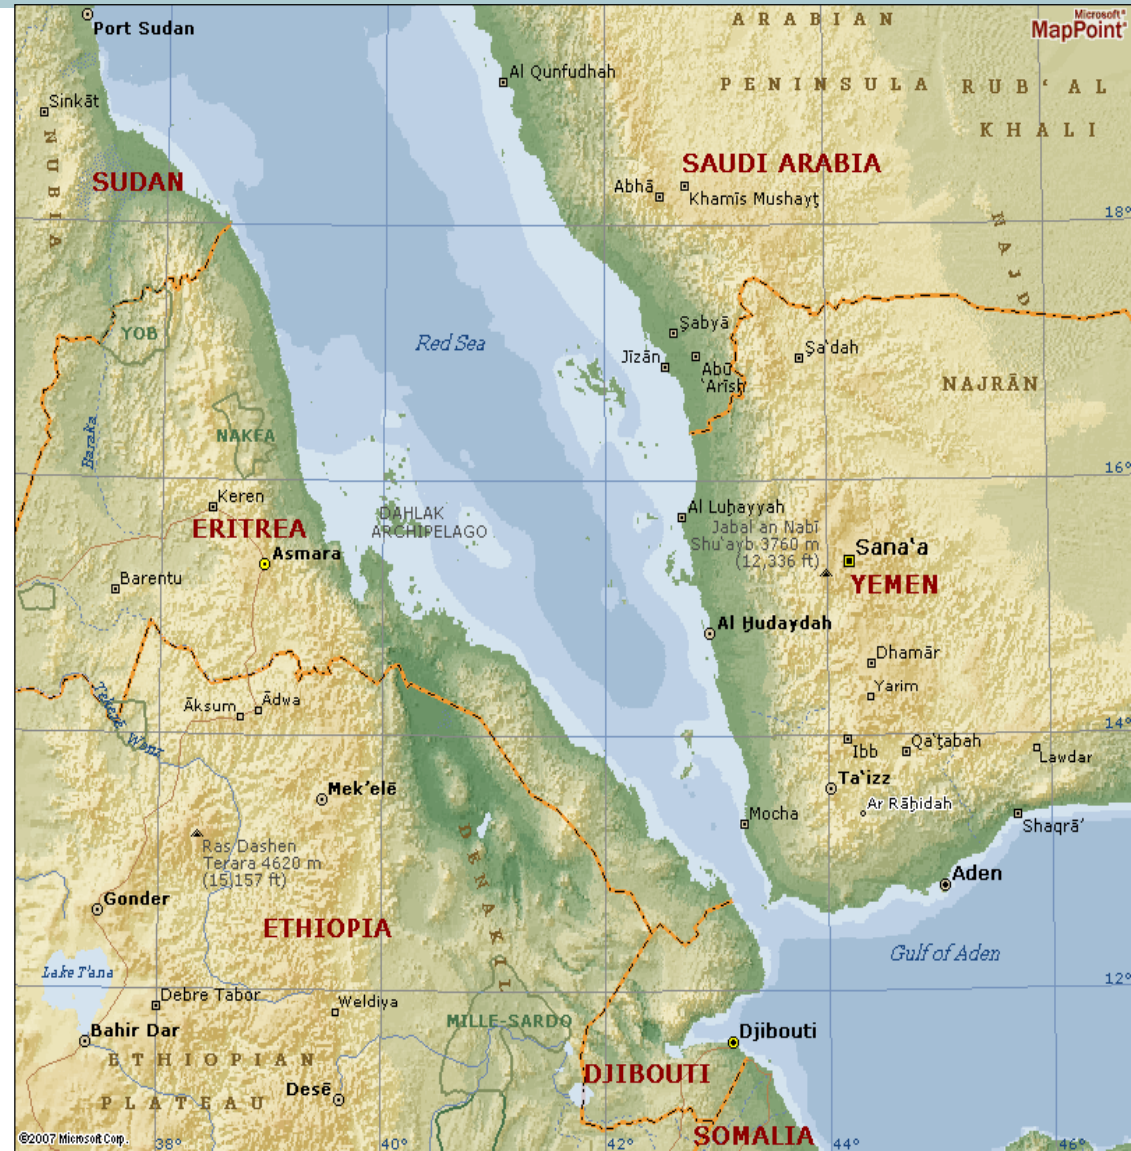 Port Sudan
ARABIAN
Microsoft®
MapPoint®
Al Qunfudhah
PENINSULA
RUB‘ AL
KHALI
Sinkāt
NUBIA
SUDAN
SAUDI ARABIA
Abhā
Khamīs Mushayţ
18°
NAJD
YOB
Red Sea
Şabyā
Jīzān
Abū
‘Arīsh
Şa‘dah
NAJRĀN
Baraka
NAKFA
16°
Keren
DAHLAK
ARCHIPELAGO
Al Luḩayyah
Jabal an Nabī
Shu‘ayb 3760 m
(12,336 ft)
ERITREA
Asmara
Sana‘a
YEMEN
Barentu
Al Ḩudaydah
Dhamār
Yarim
Tekezē Wenz
Āksum
Ādwa
14°
Ibb
Qa‘ţabah
Lawdar
Mek’elē
Ta‘izz
Ar Rāḩidah
Mocha
Shaqrā’
Ras Dashen
Terara 4620 m
(15,157 ft)
DENAKIL
Aden
Gonder
ETHIOPIA
Gulf of Aden
Lake T'ana
12°
Debre Tabor
Weldiya
MILLE-SARDO
Bahir Dar
Djibouti
ETHIOPIAN
PLATEAU
DJIBOUTI
Desē
SOMALIA
©2007 Microsoft Corp.
38°
40°
42°
44°
46°